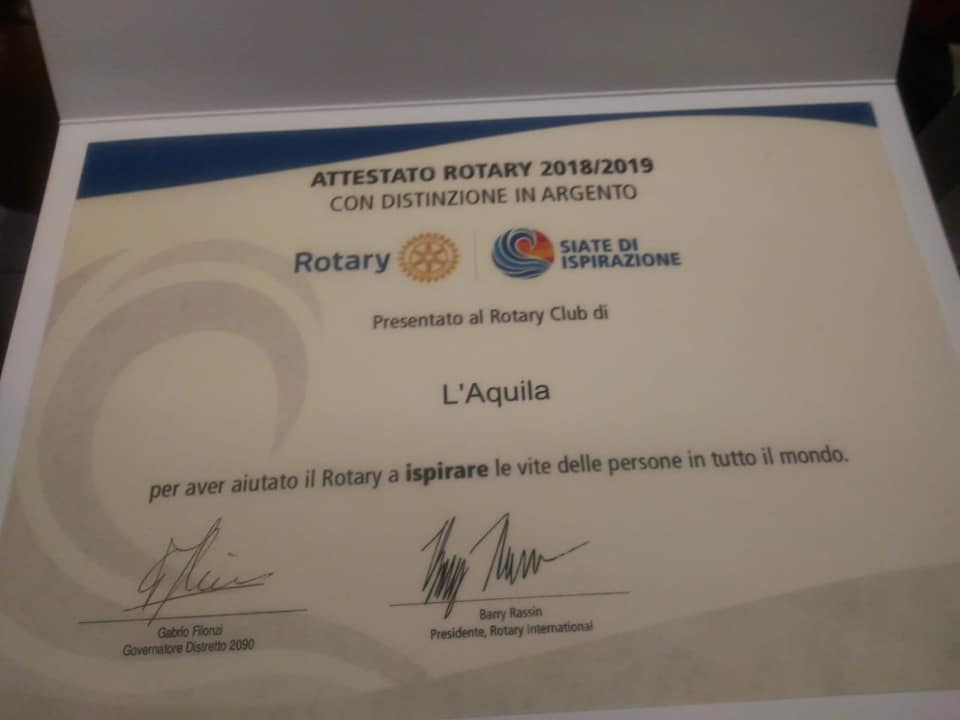 ATTESTATO ROTARY 2018/2019
CON DISTINZIONE IN ARGENTO
Rotary
SIATE DI
ISPIRAZIONE
Presentato al Rotary Club di
L'Aquila
per aver aiutato il Rotary a ispirare le vite delle persone in tutto il mondo.
Gabrio Filonzi
Governatore Distretto 2090
Barry Rassin
Presidente, Rotary International